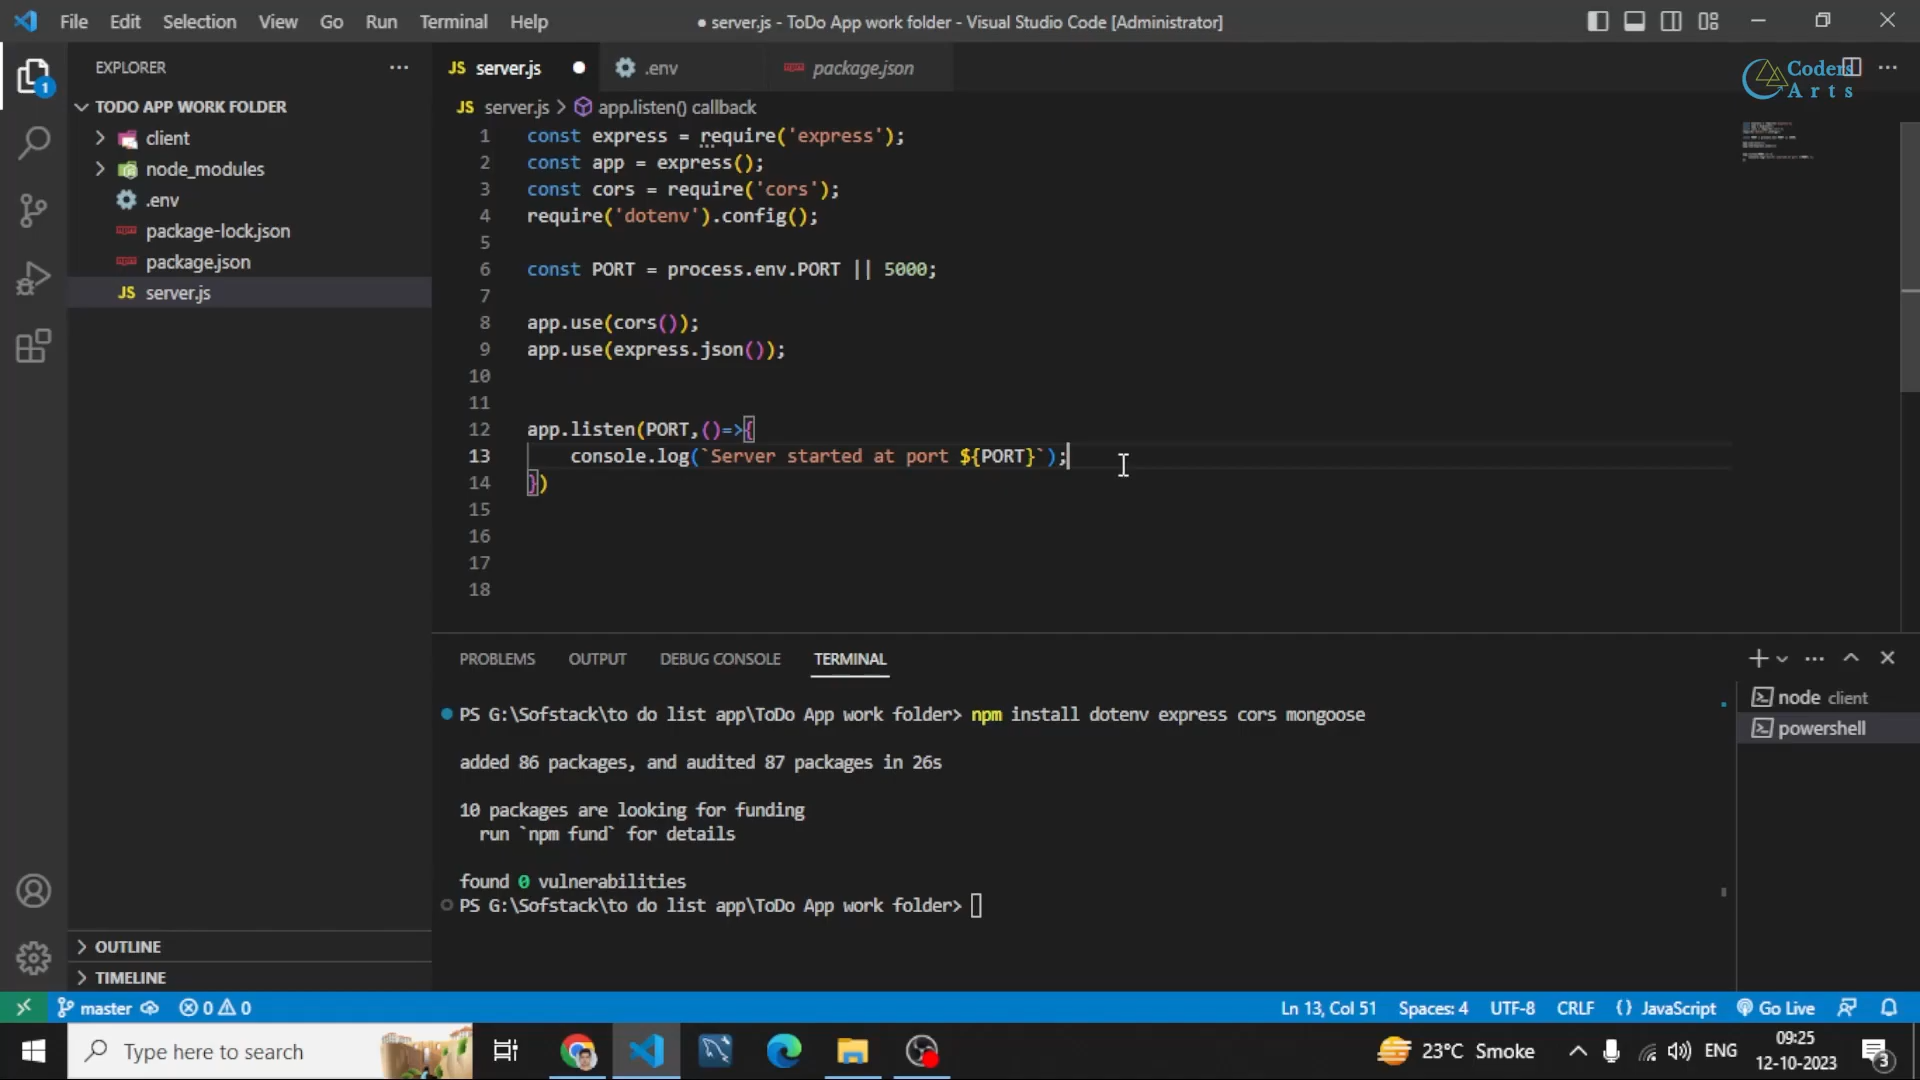 File Edit Selection View Go Run Terminal Help
● server.js - ToDo App work folder - Visual Studio Code [Administrator]
EXPLORER
TODO APP WORK FOLDER
client
node_modules
.env
package-lock.json
package.json
JS server.js
OUTLINE
TIMELINE
1
JS server.js
.env
package.json
Coders
Arts
JS server.js > app.listen() callback
1 const express = require('express');
2 const app = express();
3 const cors = require('cors');
4 require('dotenv').config();
5
6 const PORT = process.env.PORT || 5000;
7
8 app.use(cors());
9 app.use(express.json());
10
11
12 app.listen(PORT,()=>{
13 console.log(`Server started at port ${PORT}`);
14 })
15
16
17
18
PROBLEMS OUTPUT DEBUG CONSOLE TERMINAL
PS G:\Sofstack\to do list app\ToDo App work folder> npm install dotenv express cors mongoose
added 86 packages, and audited 87 packages in 26s
10 packages are looking for funding
run `npm fund` for details
found 0 vulnerabilities
PS G:\Sofstack\to do list app\ToDo App work folder>
node client
powershell
master 0 0
Ln 13, Col 51 Spaces: 4 UTF-8 CRLF {} JavaScript Go Live
Type here to search
23°C Smoke
ENG
09:25
12-10-2023
3